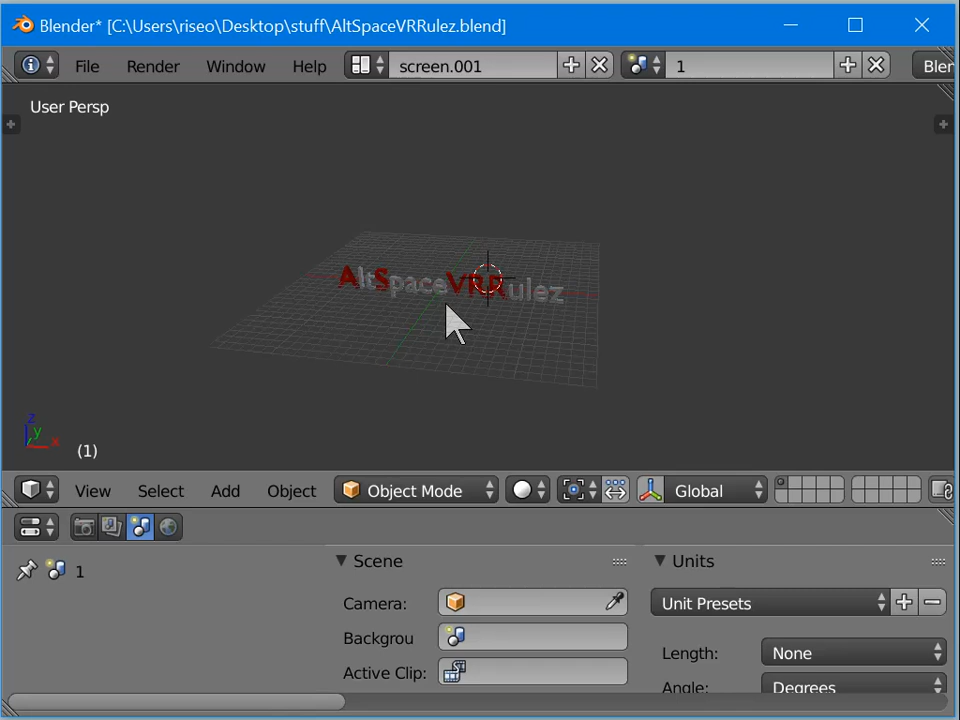 Blender* [C:\Users\riseo\Desktop\stuff\AltSpaceVRRulez.blend]
File Render Window Help screen.001 1 Bler
User Persp
AltSpaceVRRulez
z
y
x
(1)
View Select Add Object Object Mode Global
1 Scene Units
Camera: Unit Presets
Backgrou
Length: None
Active Clip:
Angle: Degrees